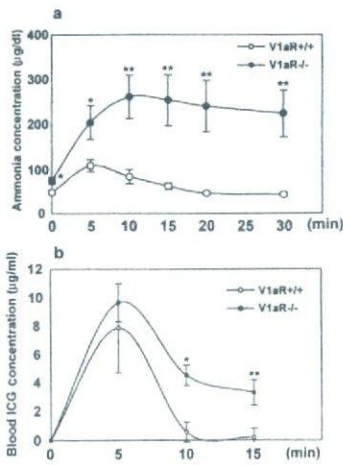 a
V1aR+/+
V1aR-/-
Ammonia concentration (µg/dl)
400
300
200
100
0
*
*
**
**
**
**
0 5 10 15 20 30 (min)
b
V1aR+/+
V1aR-/-
Blood ICG concentration (µg/ml)
12
10
8
6
4
2
0
*
**
0 5 10 15 (min)